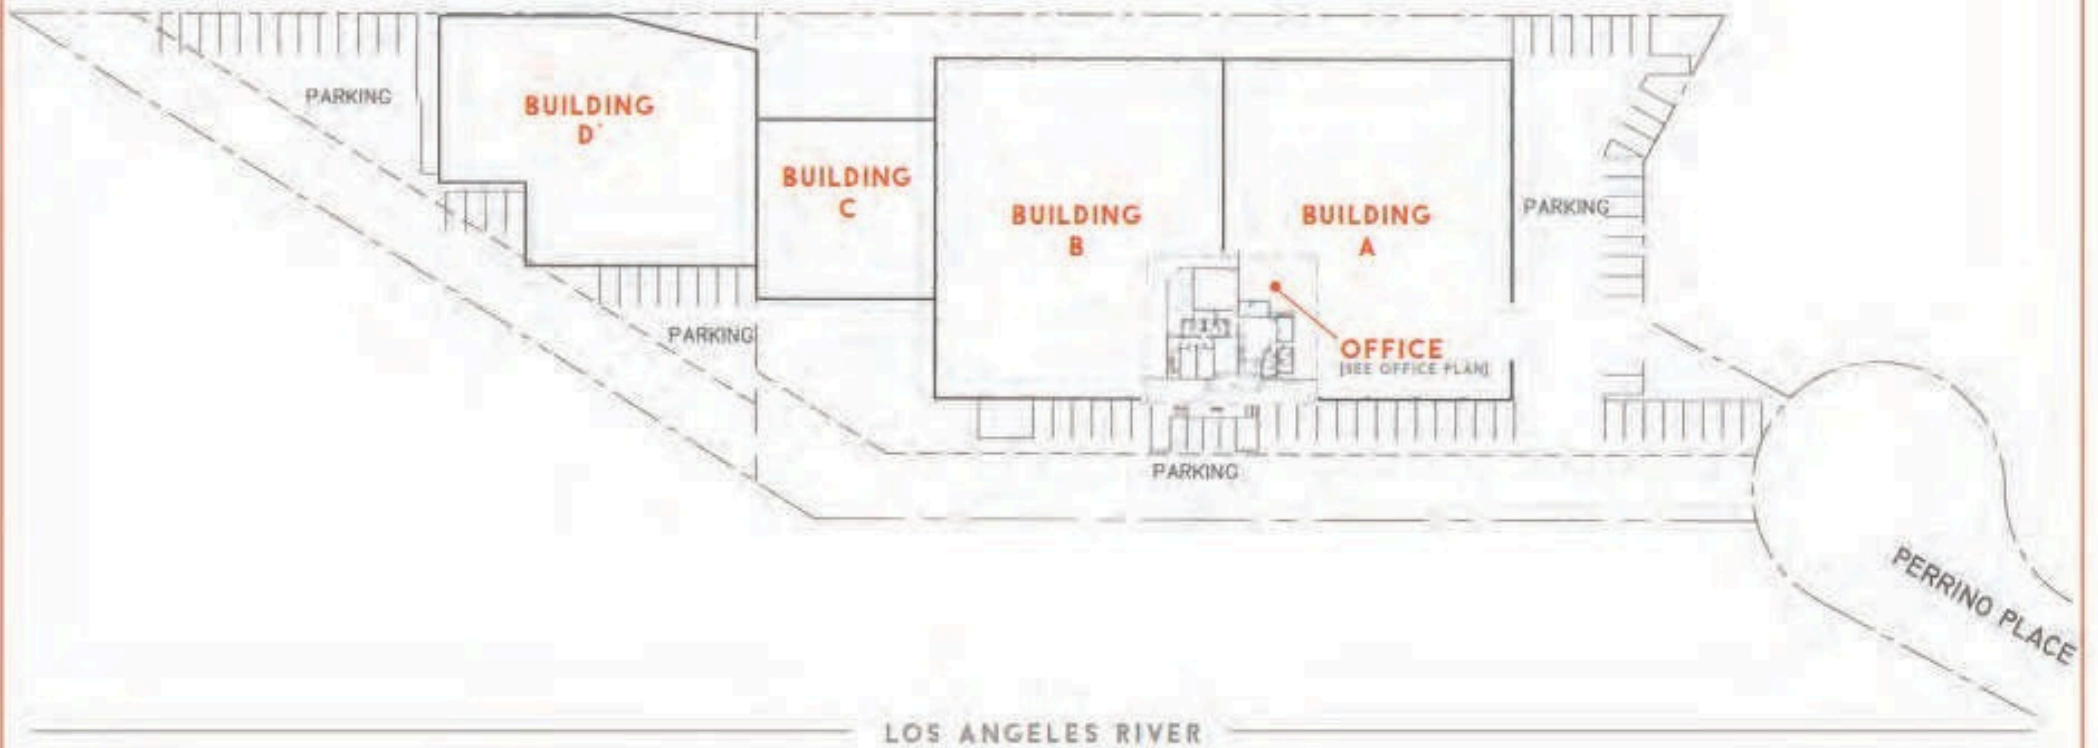 PARKING
BUILDING
D'
BUILDING
C
BUILDING
B
BUILDING
A
PARKING
OFFICE
[SEE OFFICE PLAN]
PARKING
PARKING
PERRINO PLACE
LOS ANGELES RIVER